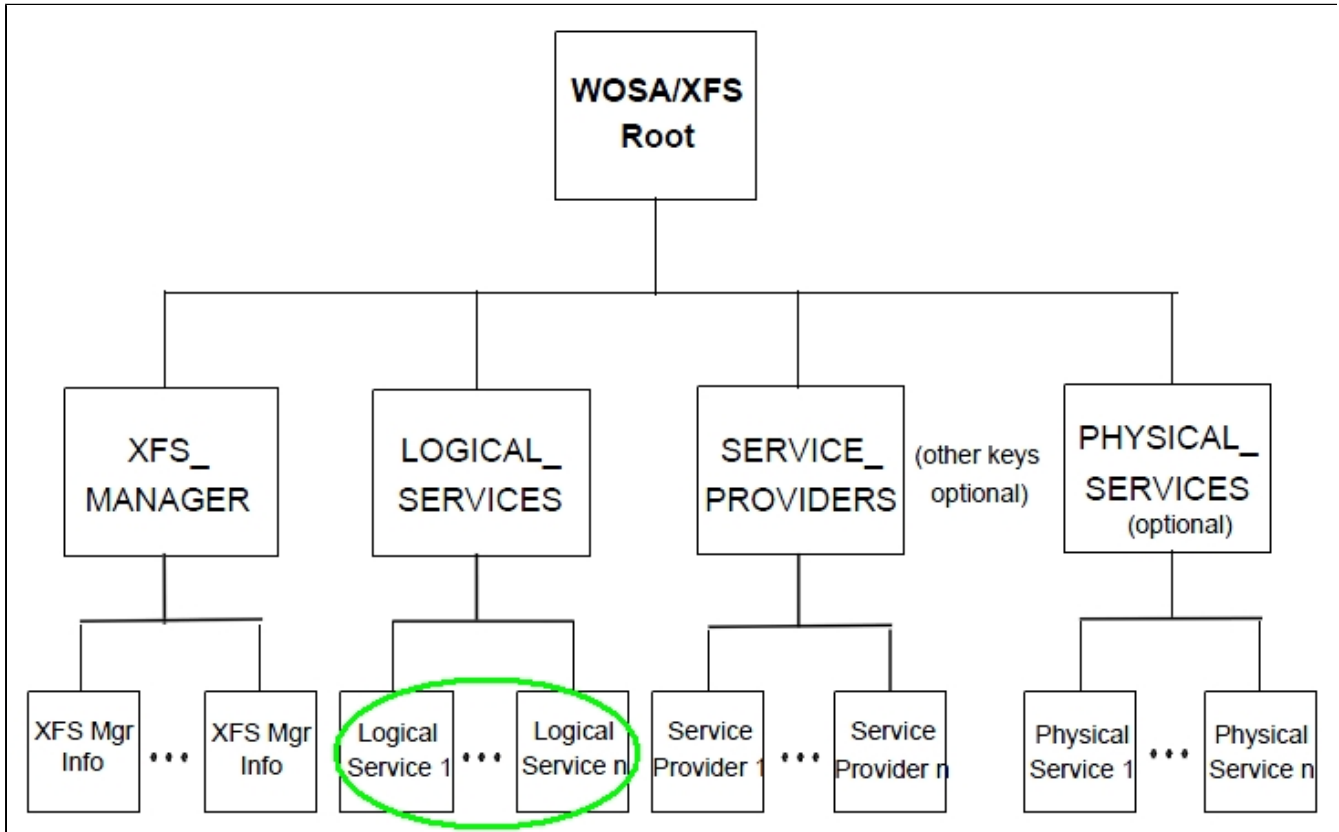 WOSA/XFS
Root
XFS_
MANAGER
LOGICAL_
SERVICES
SERVICE_
PROVIDERS
(other keys
optional)
PHYSICAL_
SERVICES
(optional)
XFS Mgr
Info
•••
XFS Mgr
Info
Logical
Service 1
•••
Logical
Service n
Service
Provider 1
•••
Service
Provider n
Physical
Service 1
•••
Physical
Service n